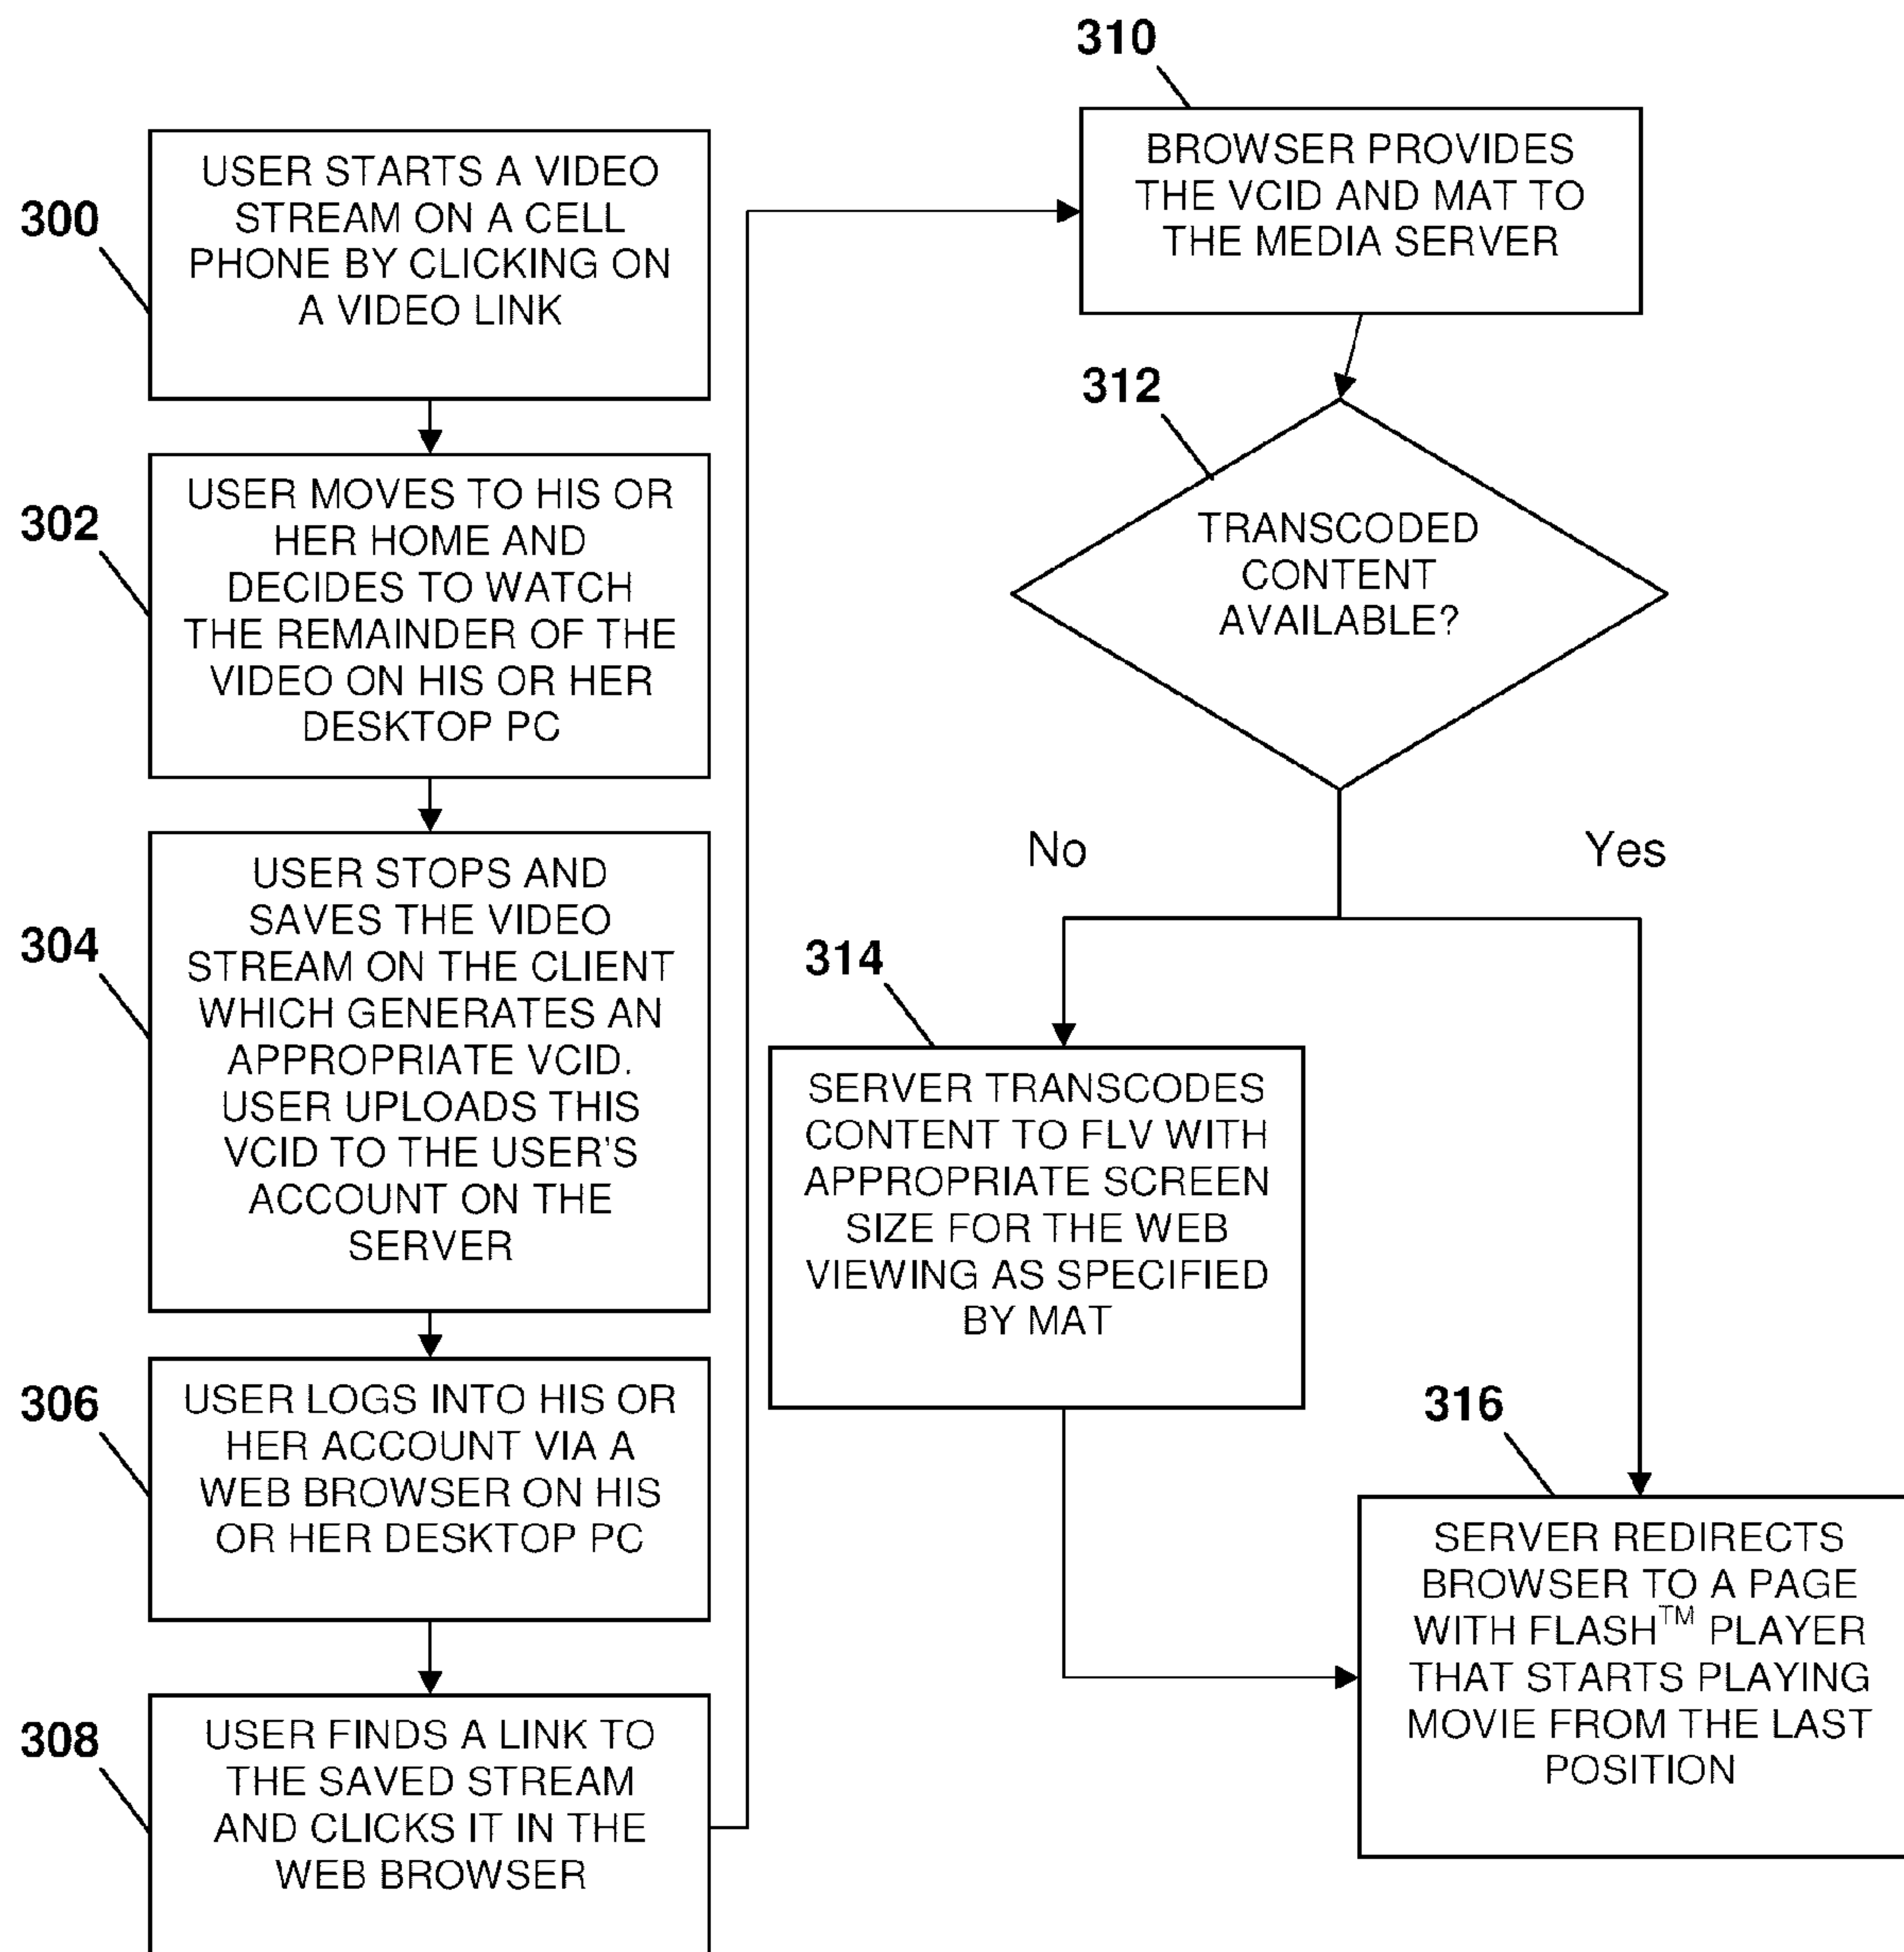 300
USER STARTS A VIDEO
STREAM ON A CELL
PHONE BY CLICKING ON
A VIDEO LINK
302
USER MOVES TO HIS OR
HER HOME AND
DECIDES TO WATCH
THE REMAINDER OF THE
VIDEO ON HIS OR HER
DESKTOP PC
304
USER STOPS AND
SAVES THE VIDEO
STREAM ON THE CLIENT
WHICH GENERATES AN
APPROPRIATE VCID.
USER UPLOADS THIS
VCID TO THE USER'S
ACCOUNT ON THE
SERVER
306
USER LOGS INTO HIS OR
HER ACCOUNT VIA A
WEB BROWSER ON HIS
OR HER DESKTOP PC
308
USER FINDS A LINK TO
THE SAVED STREAM
AND CLICKS IT IN THE
WEB BROWSER
310
BROWSER PROVIDES
THE VCID AND MAT TO
THE MEDIA SERVER
312
TRANSCODED
CONTENT
AVAILABLE?
No
Yes
314
SERVER TRANSCODES
CONTENT TO FLV WITH
APPROPRIATE SCREEN
SIZE FOR THE WEB
VIEWING AS SPECIFIED
BY MAT
316
SERVER REDIRECTS
BROWSER TO A PAGE
WITH FLASH™ PLAYER
THAT STARTS PLAYING
MOVIE FROM THE LAST
POSITION